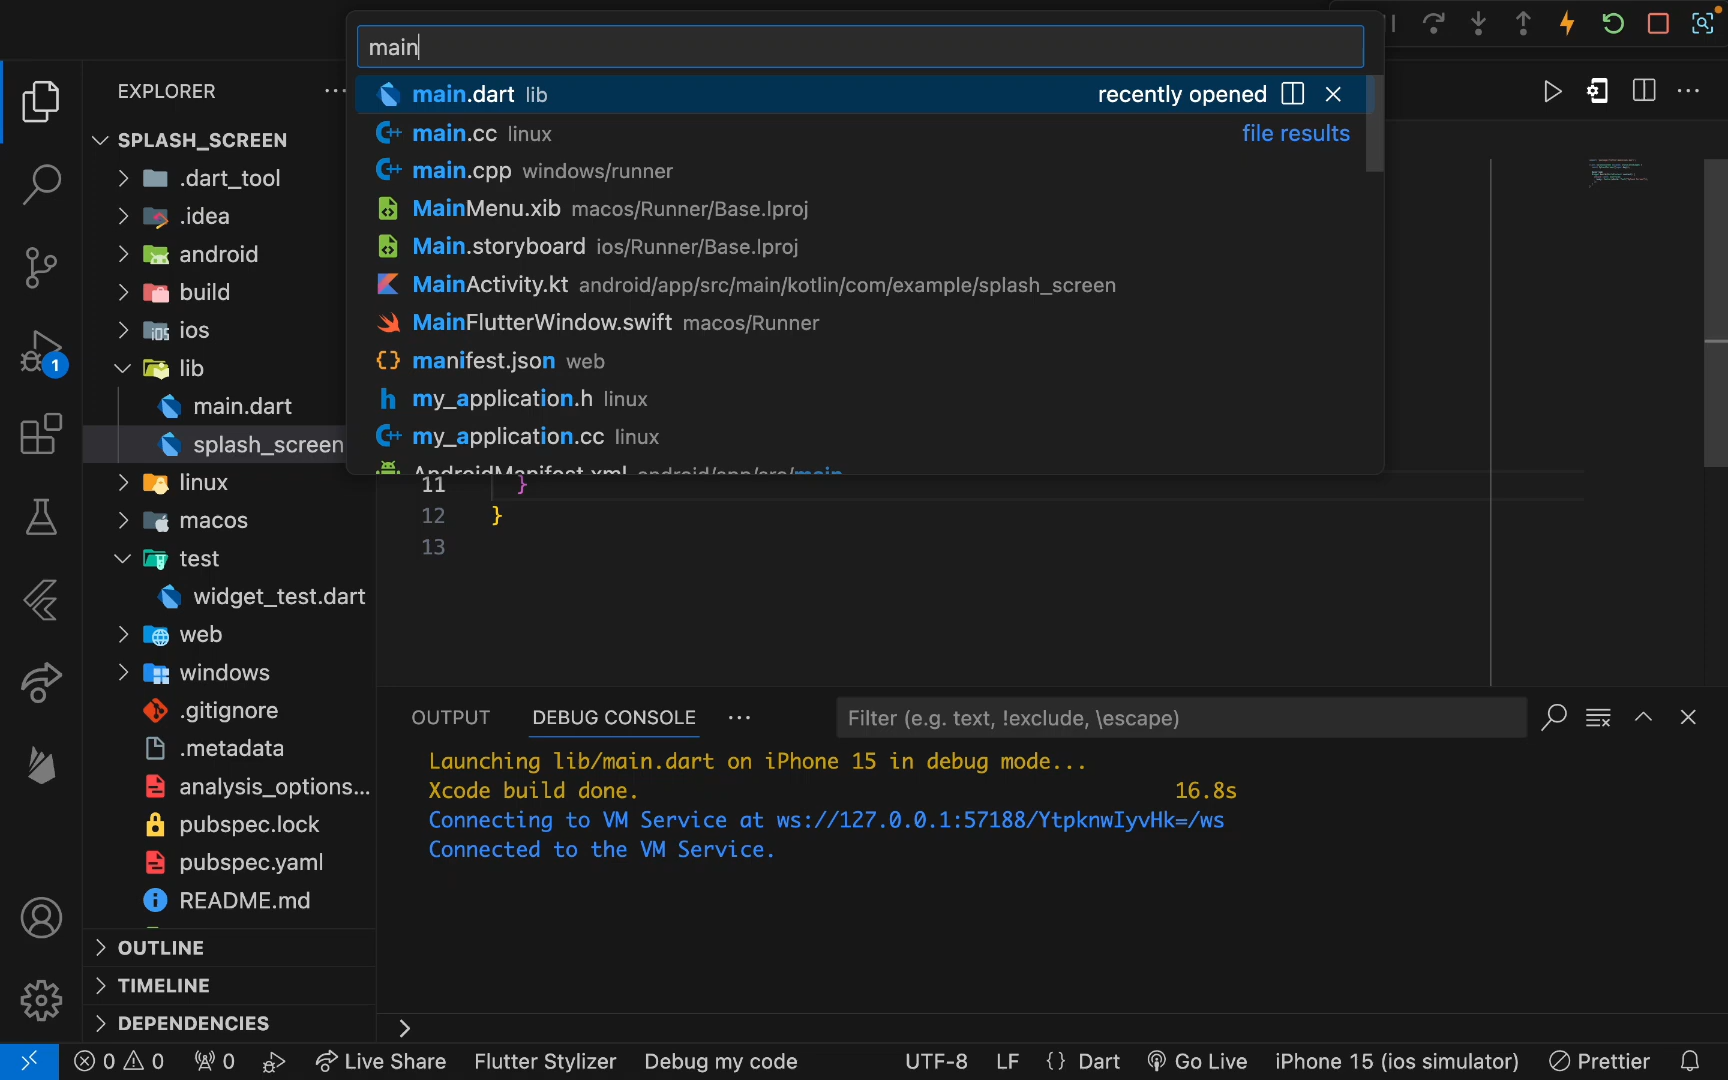 main
main.dart lib recently opened
main.cc linux file results
main.cpp windows/runner
MainMenu.xib macos/Runner/Base.lproj
Main.storyboard ios/Runner/Base.lproj
MainActivity.kt android/app/src/main/kotlin/com/example/splash_screen
MainFlutterWindow.swift macos/Runner
manifest.json web
my_application.h linux
my_application.cc linux
AndroidManifest.xml android/app/src/main
EXPLORER
SPLASH_SCREEN
.dart_tool
.idea
android
build
ios
lib
main.dart
splash_screen
linux
macos
test
widget_test.dart
web
windows
.gitignore
.metadata
analysis_options...
pubspec.lock
pubspec.yaml
README.md
OUTLINE
TIMELINE
DEPENDENCIES
1
11 }
12 }
13
OUTPUT DEBUG CONSOLE Filter (e.g. text, !exclude, \escape)
Launching lib/main.dart on iPhone 15 in debug mode...
Xcode build done. 16.8s
Connecting to VM Service at ws://127.0.0.1:57188/YtpknwIyvHk=/ws
Connected to the VM Service.
0 0 0 Live Share Flutter Stylizer Debug my code UTF-8 LF {} Dart Go Live iPhone 15 (ios simulator) Prettier